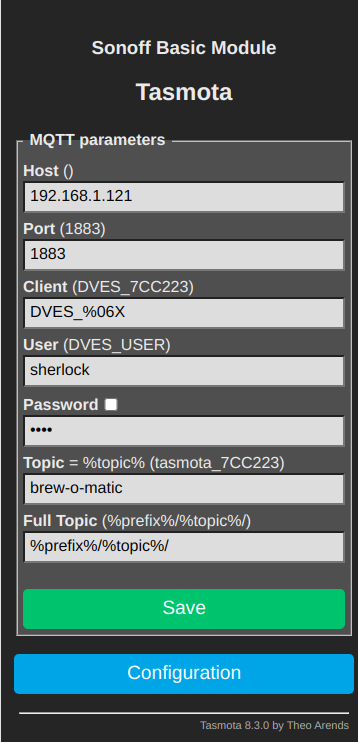 Sonoff Basic Module
Tasmota
MQTT parameters
Host ()
192.168.1.121
Port (1883)
1883
Client (DVES_7CC223)
DVES_%06X
User (DVES_USER)
sherlock
Password
••••
Topic = %topic% (tasmota_7CC223)
brew-o-matic
Full Topic (%prefix%/%topic%/)
%prefix%/%topic%/
Save
Configuration
Tasmota 8.3.0 by Theo Arends